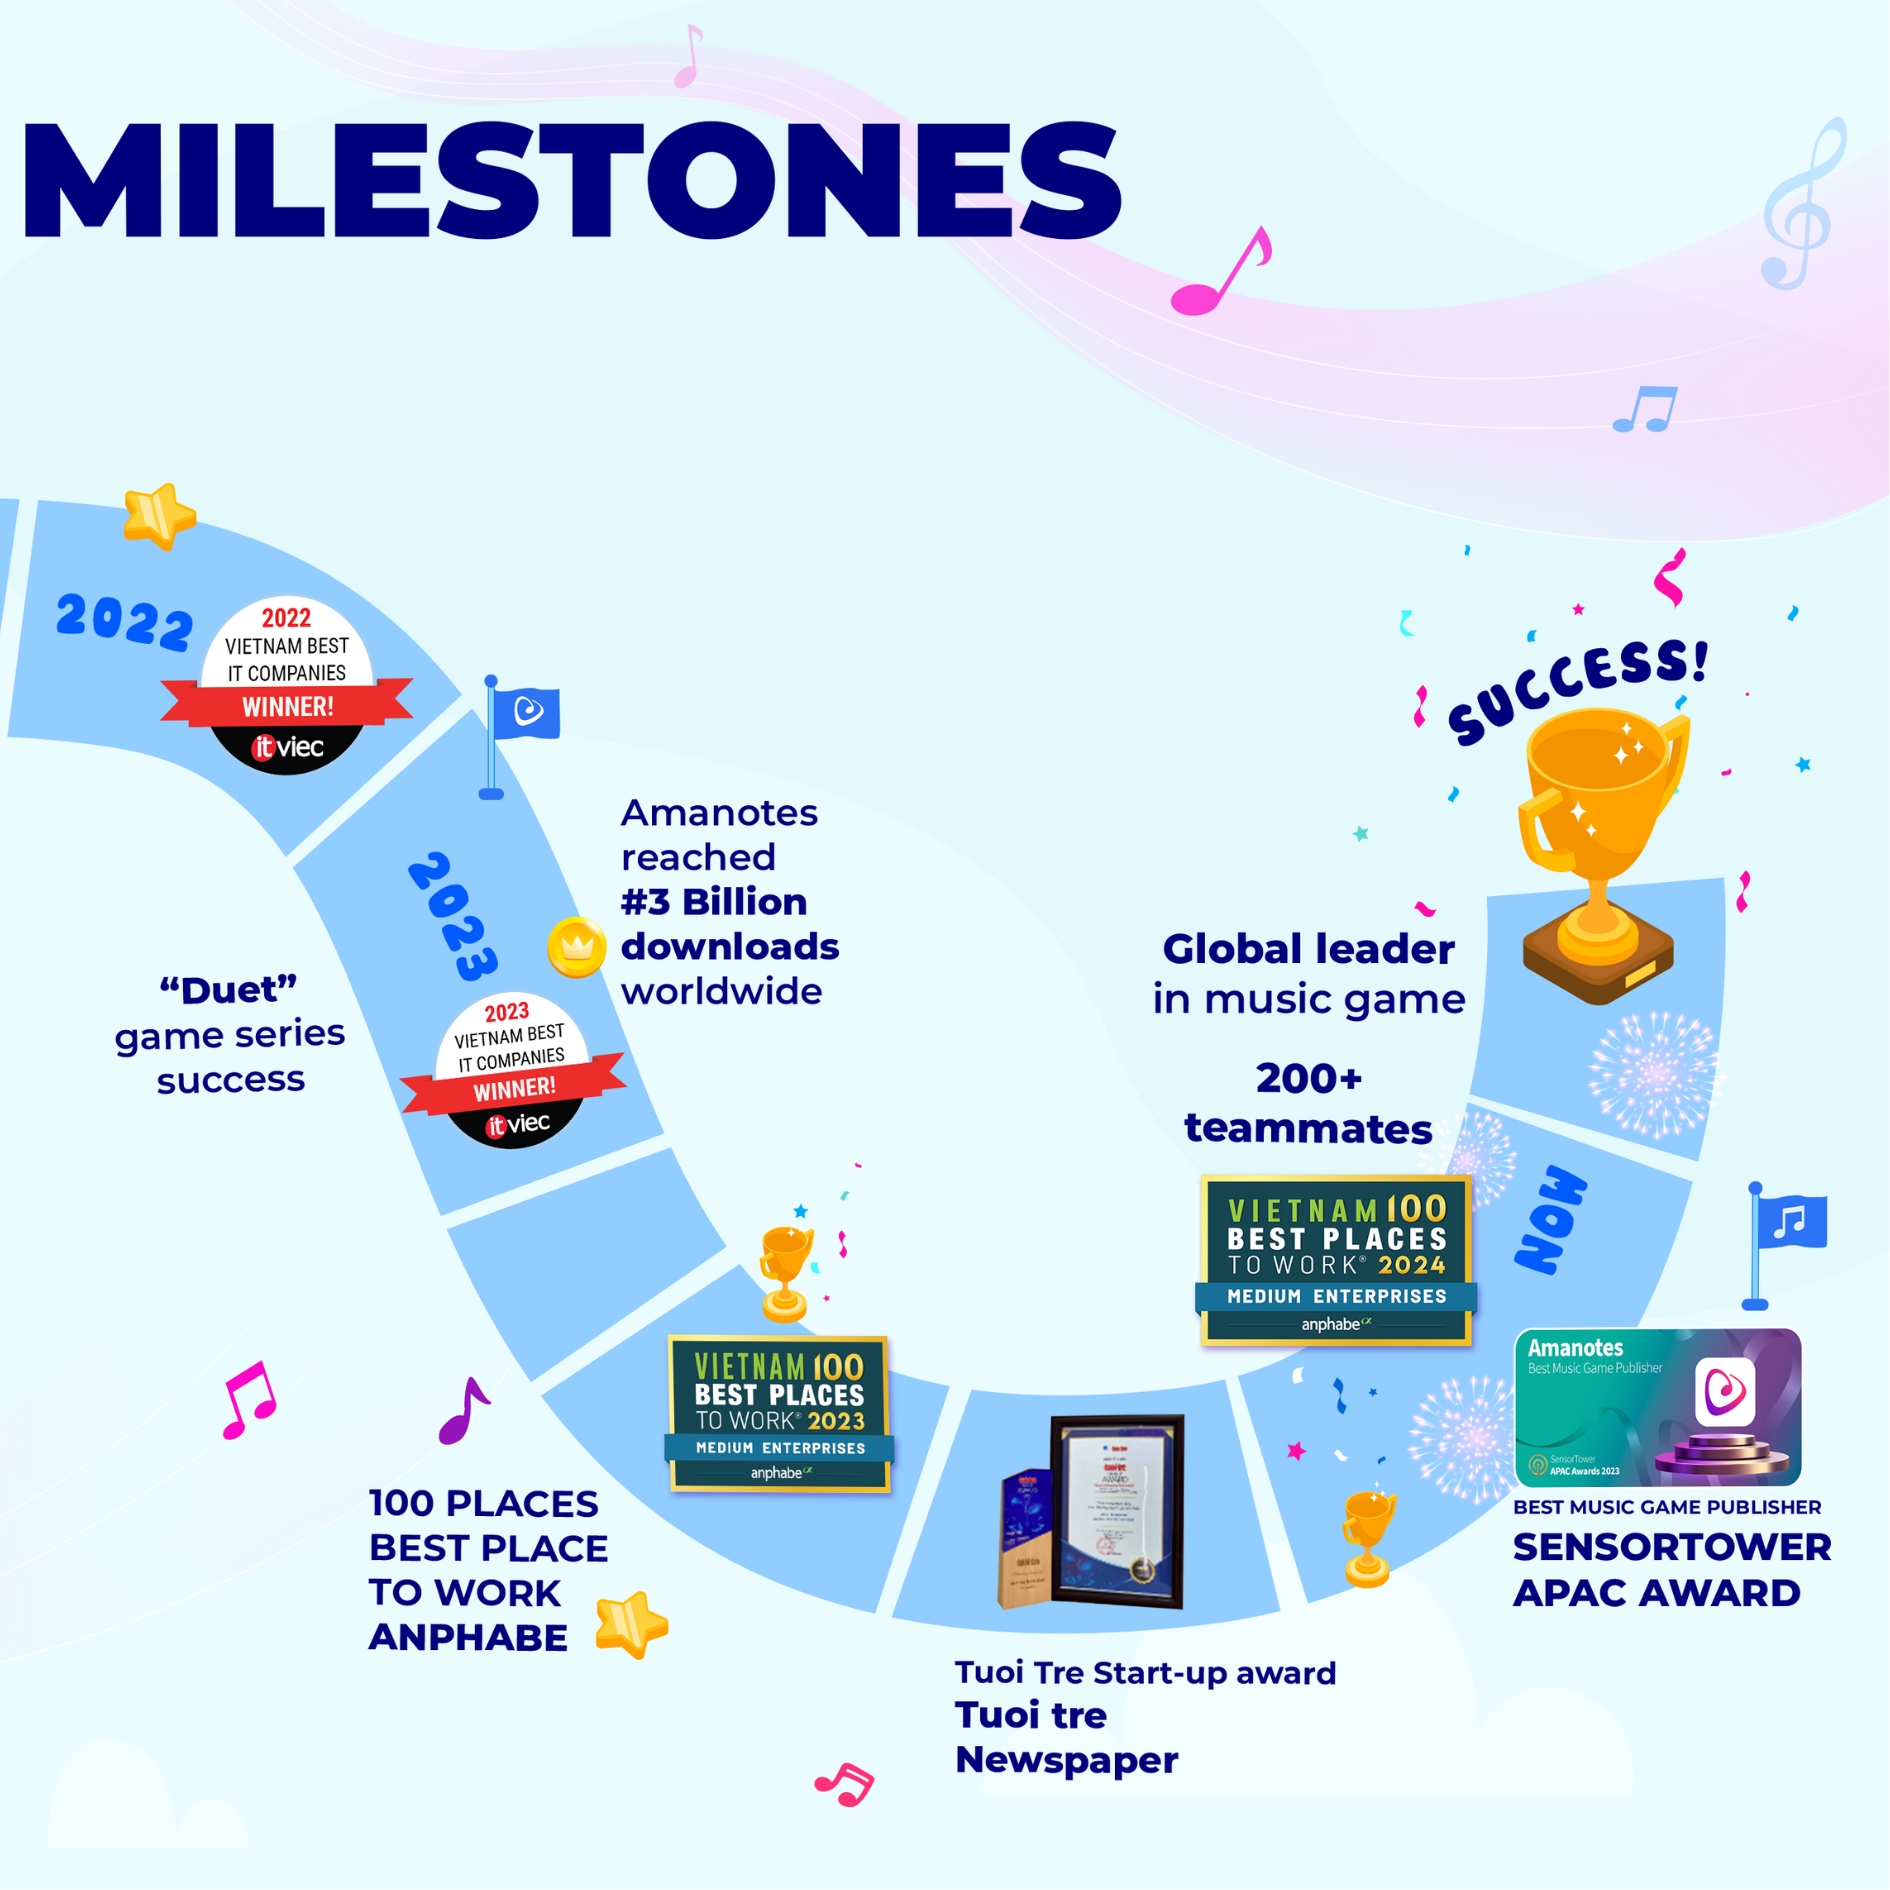 MILESTONES
2022
2022
VIETNAM BEST
IT COMPANIES
WINNER!
itviec
2023
Amanotes
reached
#3 Billion
downloads
worldwide
“Duet”
game series
success
2023
VIETNAM BEST
IT COMPANIES
WINNER!
itviec
VIETNAM 100
BEST PLACES
TO WORK® 2023
MEDIUM ENTERPRISES
anphabe
100 PLACES
BEST PLACE
TO WORK
ANPHABE
AWARD
Tuoi Tre Start-up award
Tuoi tre
Newspaper
Amanotes
Best Music Game Publisher
SensorTower
APAC Awards 2023
BEST MUSIC GAME PUBLISHER
SENSORTOWER
APAC AWARD
NOW
VIETNAM 100
BEST PLACES
TO WORK® 2024
MEDIUM ENTERPRISES
anphabe
Global leader
in music game
200+
teammates
SUCCESS!